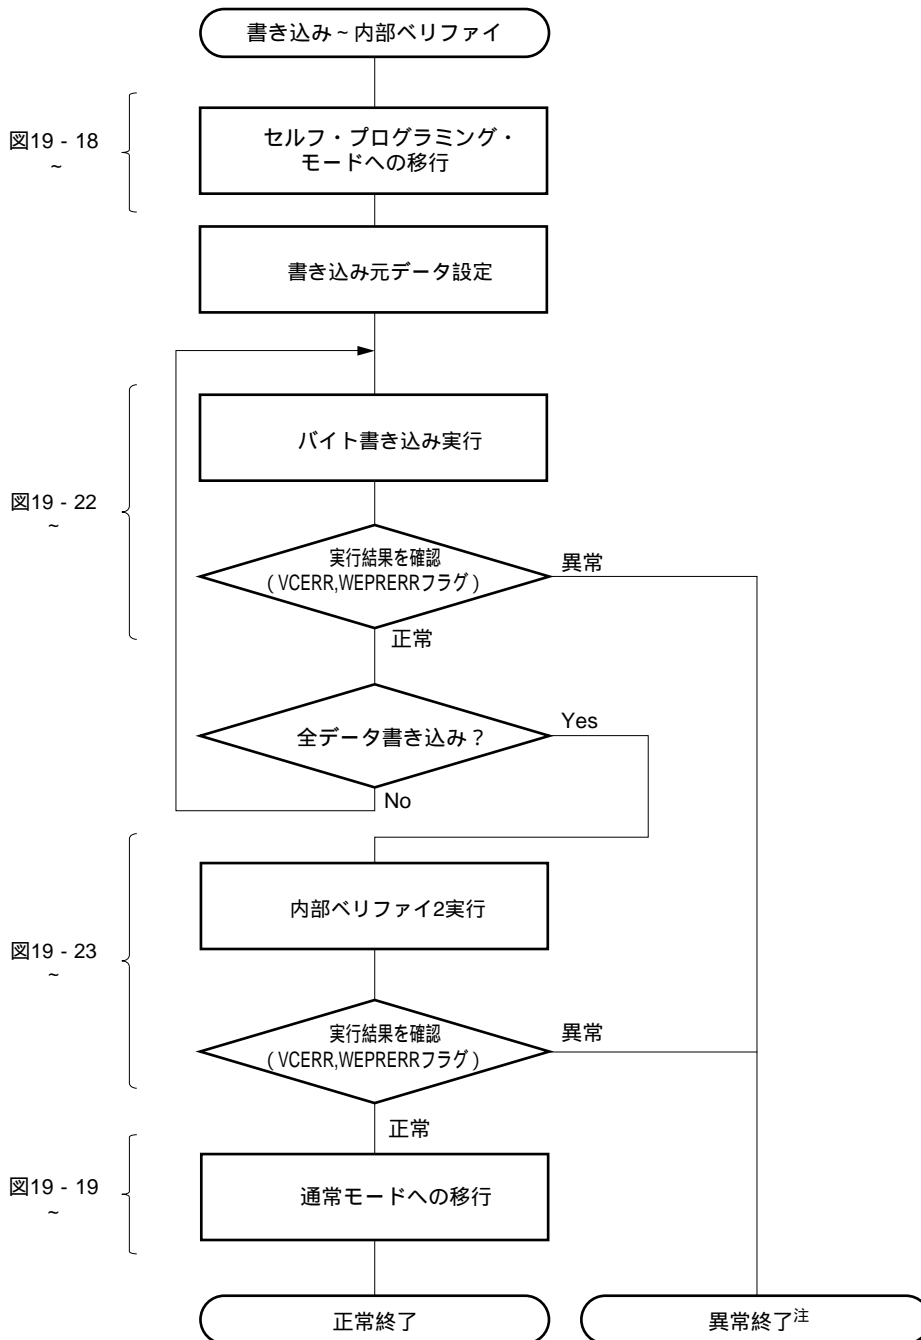 書き込み～内部ベリファイ
図19 - 18
～
セルフ・プログラミング・
モードへの移行
書き込み元データ設定
バイト書き込み実行
図19 - 22
～
実行結果を確認
( VCERR,WEPRERRフラグ )
異常
正常
全データ書き込み？
Yes
No
内部ベリファイ2実行
図19 - 23
～
実行結果を確認
( VCERR,WEPRERRフラグ )
異常
正常
図19 - 19
～
通常モードへの移行
正常終了
異常終了注